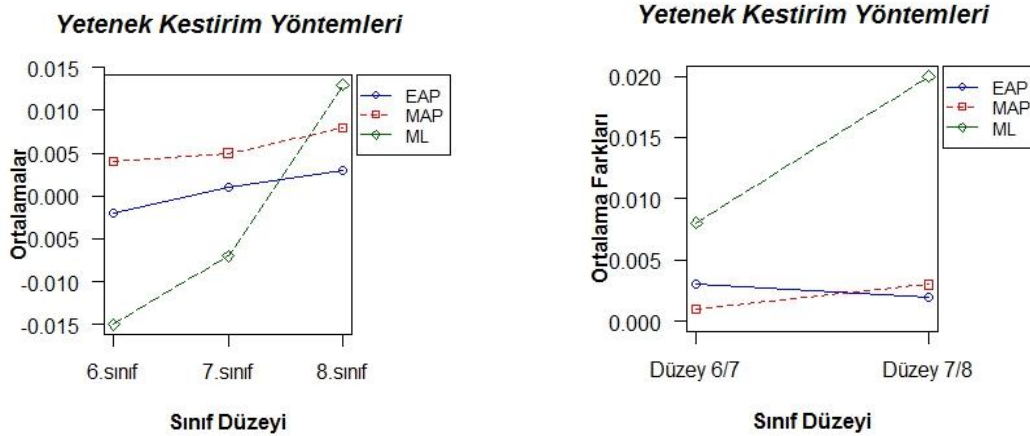 Yetenek Kestirim Yöntemleri
0.015
0.010
0.005
0.000
-0.005
-0.010
-0.015
Ortalamalar
6.sınıf 7.sınıf 8.sınıf
Sınıf Düzeyi
EAP
MAP
ML
Yetenek Kestirim Yöntemleri
0.020
0.015
0.010
0.005
0.000
Ortalama Farkları
Düzey 6/7 Düzey 7/8
Sınıf Düzeyi
EAP
MAP
ML